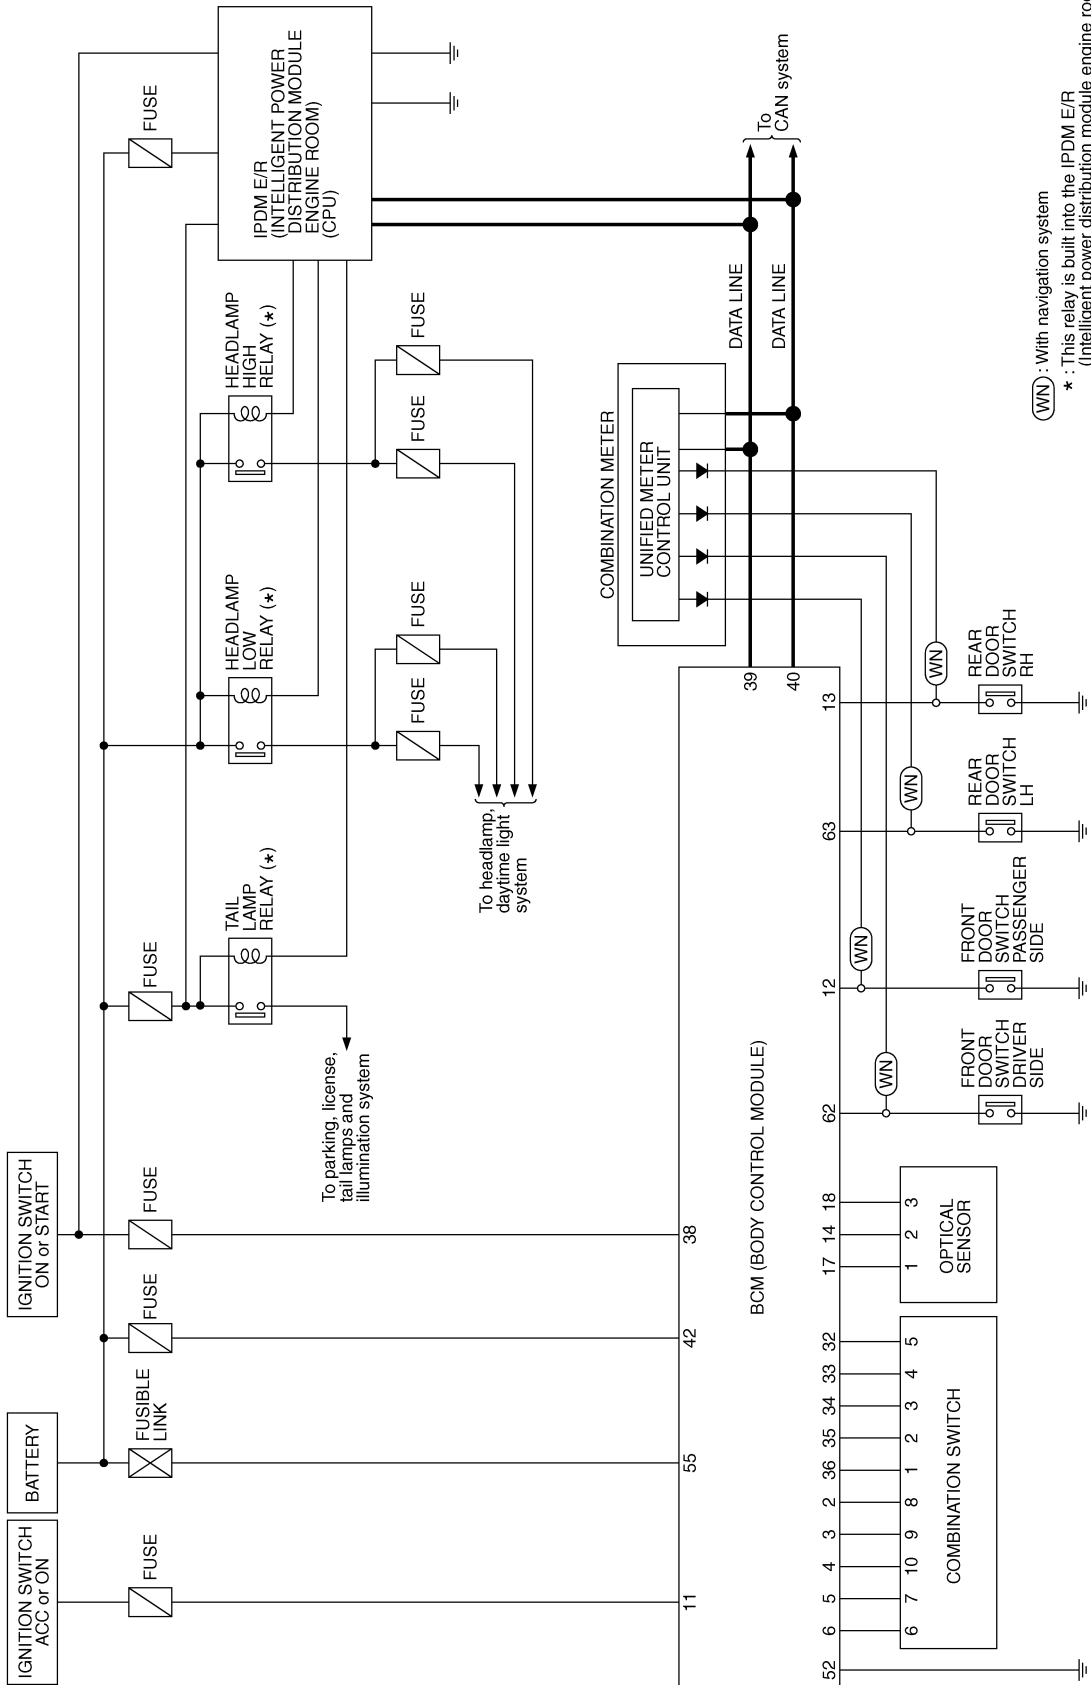 IGNITION SWITCH
ACC or ON
BATTERY
IGNITION SWITCH
ON or START
FUSE
FUSIBLE
LINK
FUSE
FUSE
FUSE
FUSE
TAIL
LAMP
RELAY (*)
HEADLAMP
LOW
RELAY (*)
HEADLAMP
HIGH
RELAY (*)
IPDM E/R
(INTELLIGENT POWER
DISTRIBUTION MODULE
ENGINE ROOM)
(CPU)
To parking, license,
tail lamps and
illumination system
FUSE
FUSE
FUSE
FUSE
To headlamp,
daytime light
system
COMBINATION METER
UNIFIED METER
CONTROL UNIT
DATA LINE
DATA LINE
To
CAN system
11
55
42
38
39
40
BCM (BODY CONTROL MODULE)
52
6
5
4
3
2
36
35
34
33
32
17
14
18
62
12
63
13
6
7
10
9
8
1
2
3
4
5
COMBINATION SWITCH
1
2
3
OPTICAL
SENSOR
WN
WN
WN
WN
FRONT
DOOR
SWITCH
DRIVER
SIDE
FRONT
DOOR
SWITCH
PASSENGER
SIDE
REAR
DOOR
SWITCH
LH
REAR
DOOR
SWITCH
RH
WN : With navigation system
* : This relay is built into the IPDM E/R
(Intelligent power distribution module engine